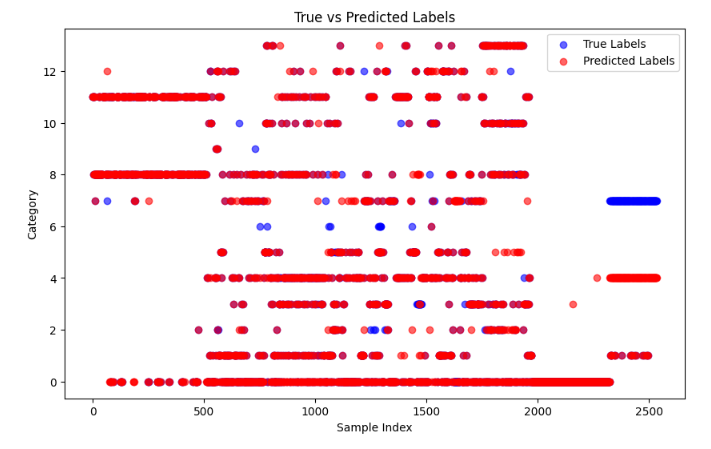 True vs Predicted Labels
True Labels
Predicted Labels
12
10
8
6
4
2
0
Category
0
500
1000
1500
2000
2500
Sample Index